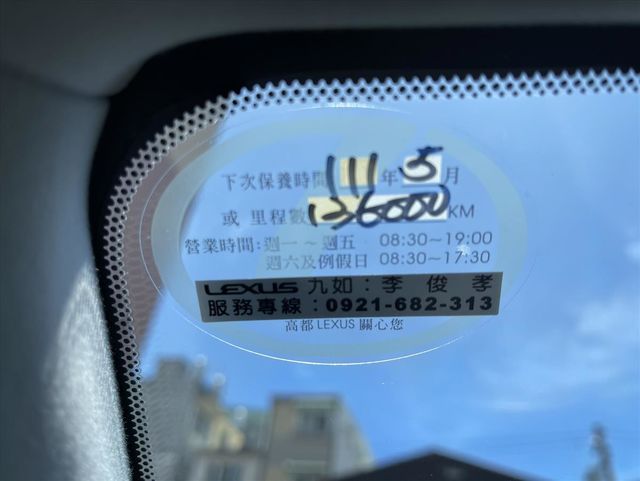 下次保養時間 111 年 5 月
或 里程數 126000 KM
營業時間:週一～週五 08:30～19:00
週六及例假日 08:30～17:30
LEXUS 九如：李 俊 孝
服務專線：0921-682-313
高都 LEXUS 關心您